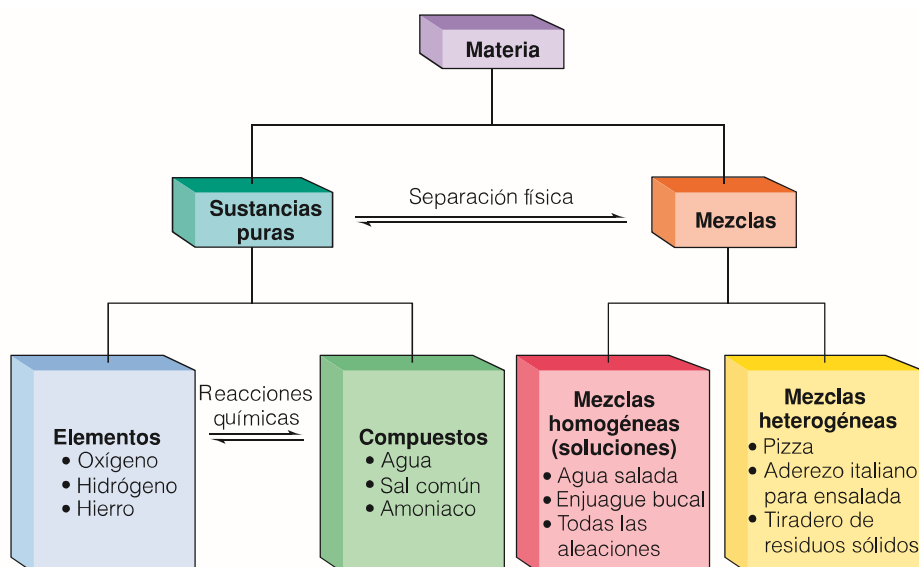 Materia
Separación física
Sustancias
puras
Mezclas
Reacciones
químicas
Elementos
• Oxígeno
• Hidrógeno
• Hierro
Compuestos
• Agua
• Sal común
• Amoniaco
Mezclas
homogéneas
(soluciones)
• Agua salada
• Enjuague bucal
• Todas las
aleaciones
Mezclas
heterogéneas
• Pizza
• Aderezo italiano
para ensalada
• Tiradero de
residuos sólidos